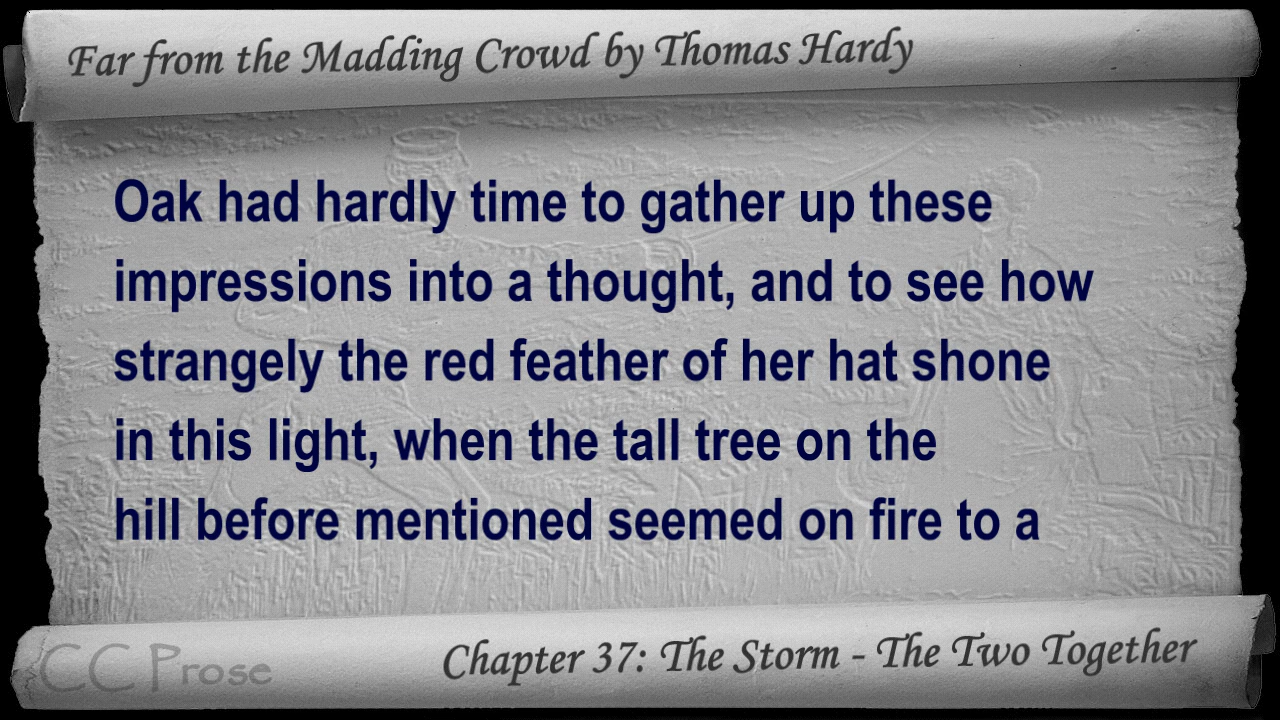 Far from the Madding Crowd by Thomas Hardy
Oak had hardly time to gather up these
impressions into a thought, and to see how
strangely the red feather of her hat shone
in this light, when the tall tree on the
hill before mentioned seemed on fire to a
CC Prose
Chapter 37: The Storm - The Two Together